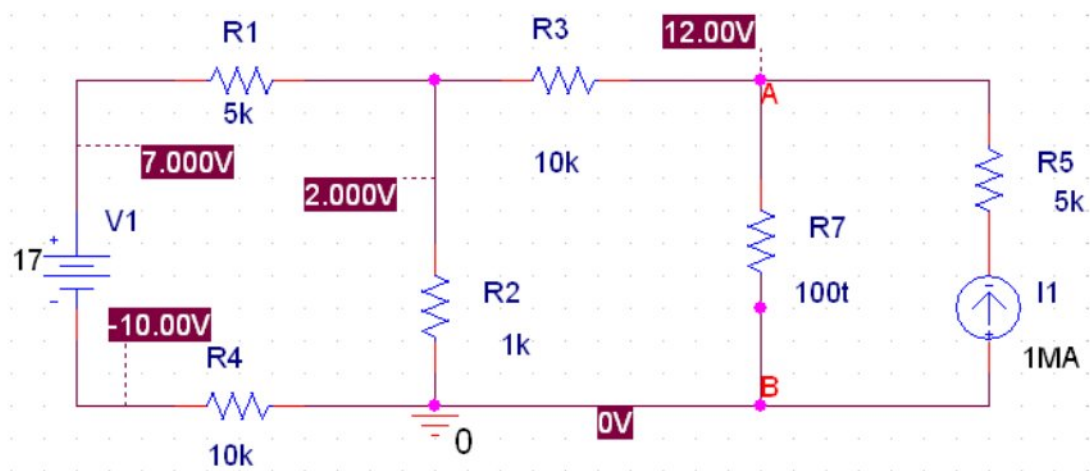 R1
R3
12.00V
5k
A
7.000V
10k
R5
5k
2.000V
V1
+
17
-
R7
R2
100t
-
I1
+
1k
1MA
-10.00V
R4
B
0V
0
10k